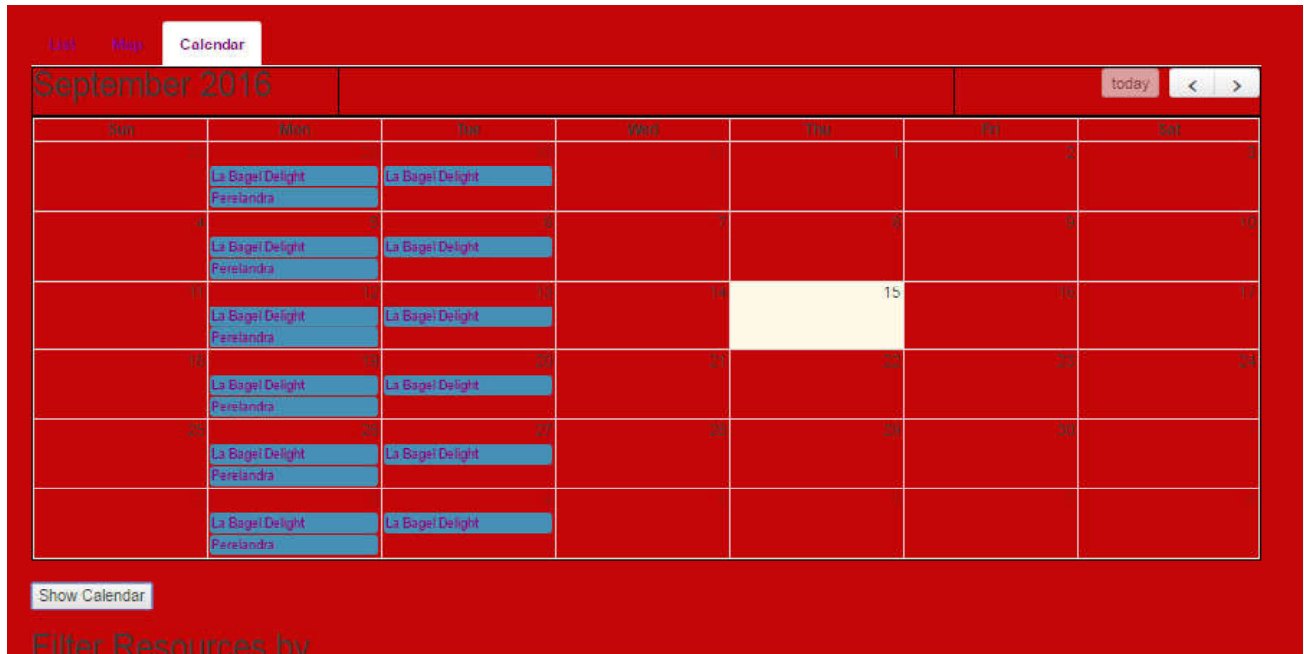 List Map Calendar
September 2016
today < >
Sun Mon Tue Wed Thu Fri Sat
1 2 3
La Bagel Delight La Bagel Delight
Perelandra
4 5 6 7 8 9 10
La Bagel Delight La Bagel Delight
Perelandra
11 12 13 14 15 16 17
La Bagel Delight La Bagel Delight
Perelandra
18 19 20 21 22 23 24
La Bagel Delight La Bagel Delight
Perelandra
25 26 27 28 29 30
La Bagel Delight La Bagel Delight
Perelandra
La Bagel Delight La Bagel Delight
Perelandra
Show Calendar
Filter Resources by